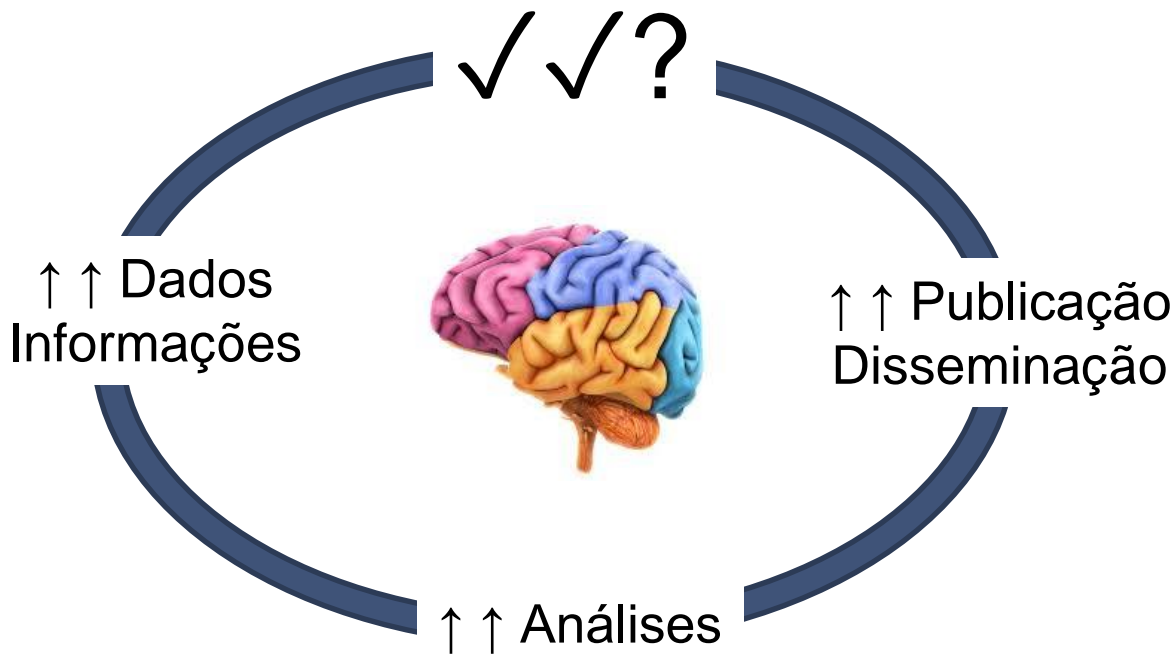 ✓✓?
↑ ↑ Dados
Informações
↑ ↑ Publicação
Disseminação
↑ ↑ Análises